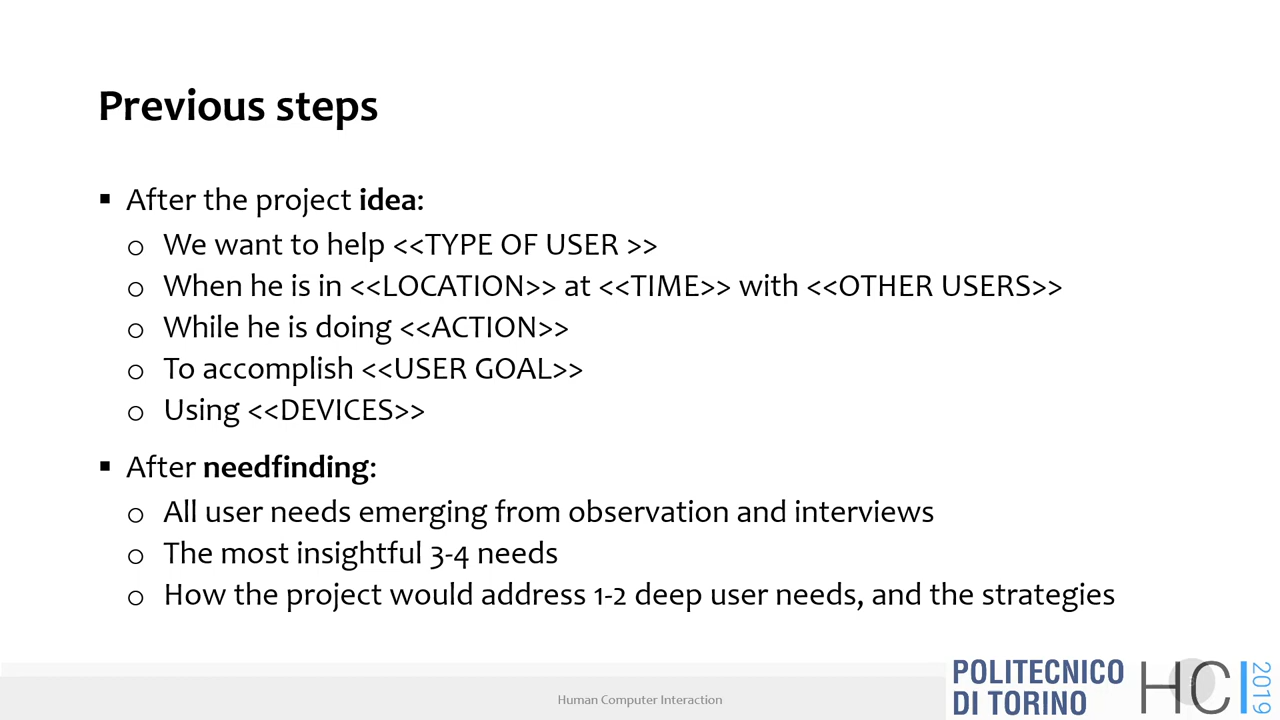 Previous steps
▪ After the project idea:
o We want to help <<TYPE OF USER >>
o When he is in <<LOCATION>> at <<TIME>> with <<OTHER USERS>>
o While he is doing <<ACTION>>
o To accomplish <<USER GOAL>>
o Using <<DEVICES>>
▪ After needfinding:
o All user needs emerging from observation and interviews
o The most insightful 3-4 needs
o How the project would address 1-2 deep user needs, and the strategies
Human Computer Interaction
POLITECNICO
DI TORINO
HCI
2019